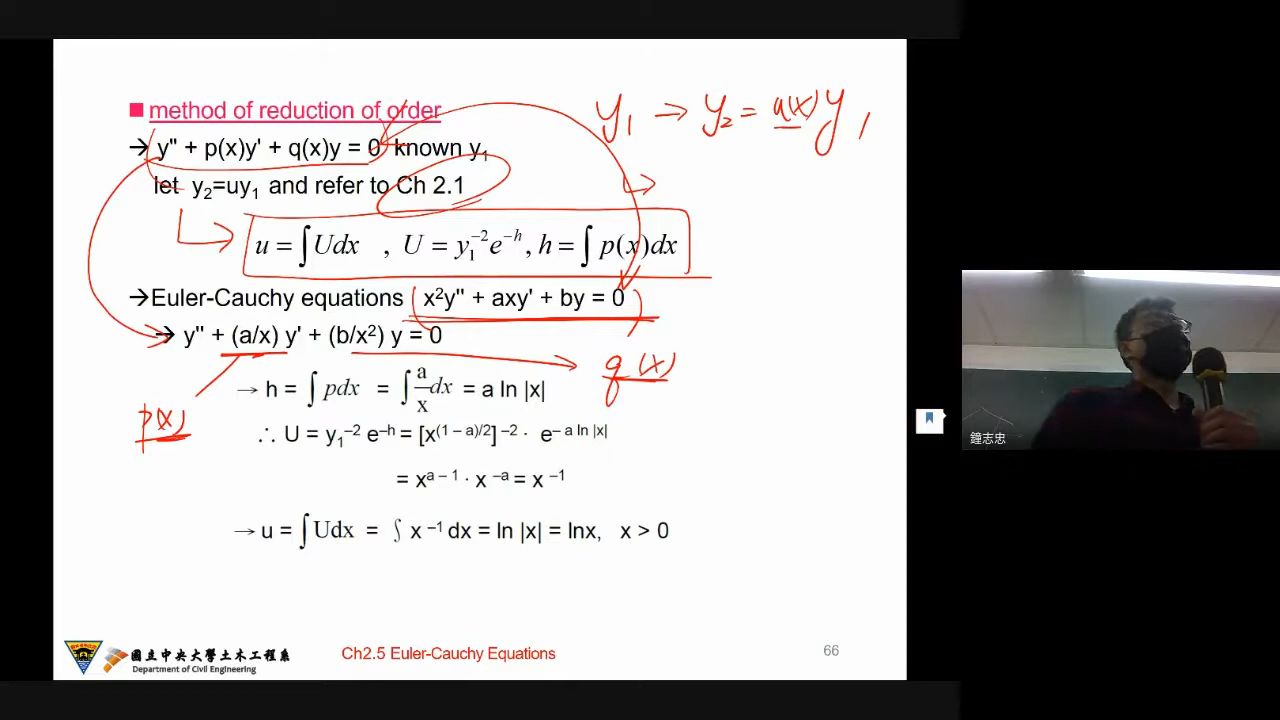 ■ method of reduction of order
y₁ → y₂ = u(x) y₁
→ y" + p(x)y' + q(x)y = 0 known y₁
let y₂=uy₁ and refer to Ch 2.1
u = ∫Udx , U = y₁⁻²e⁻ʰ, h = ∫ p(x)dx
→Euler-Cauchy equations x²y" + axy' + by = 0
→ y" + (a/x) y' + (b/x²) y = 0
q(x)
→ h = ∫ pdx = ∫ a/x dx = a ln |x|
p(x)
∴ U = y₁⁻² e⁻ʰ = [x^(1 – a)/2]⁻² · e^– a ln |x|
= x^a – 1 · x^–a = x^–1
→ u = ∫Udx = ∫ x^–1 dx = ln |x| = lnx, x > 0
鐘志忠
國立中央大學土木工程系
Department of Civil Engineering
Ch2.5 Euler-Cauchy Equations
66